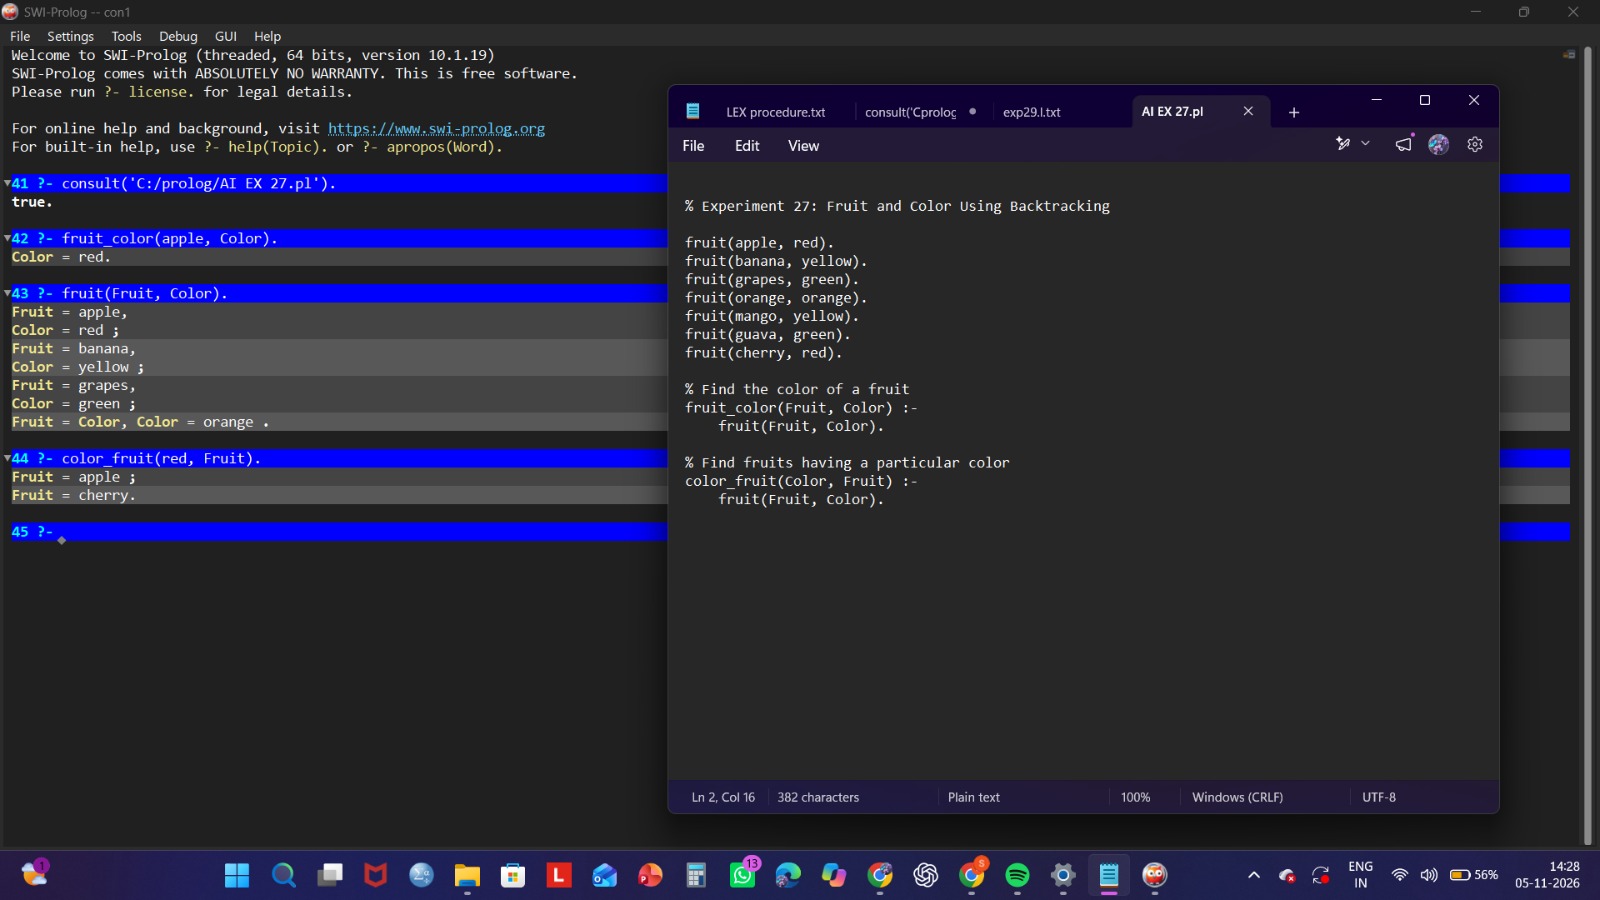 SWI-Prolog -- con1
File Settings Tools Debug GUI Help
Welcome to SWI-Prolog (threaded, 64 bits, version 10.1.19)
SWI-Prolog comes with ABSOLUTELY NO WARRANTY. This is free software.
Please run ?- license. for legal details.
For online help and background, visit https://www.swi-prolog.org
For built-in help, use ?- help(Topic). or ?- apropos(Word).
41 ?- consult('C:/prolog/AI EX 27.pl').
true.
42 ?- fruit_color(apple, Color).
Color = red.
43 ?- fruit(Fruit, Color).
Fruit = apple,
Color = red ;
Fruit = banana,
Color = yellow ;
Fruit = grapes,
Color = green ;
Fruit = Color, Color = orange .
44 ?- color_fruit(red, Fruit).
Fruit = apple ;
Fruit = cherry.
45 ?-
LEX procedure.txt consult('Cprolog exp29.l.txt AI EX 27.pl
File Edit View
% Experiment 27: Fruit and Color Using Backtracking
fruit(apple, red).
fruit(banana, yellow).
fruit(grapes, green).
fruit(orange, orange).
fruit(mango, yellow).
fruit(guava, green).
fruit(cherry, red).
% Find the color of a fruit
fruit_color(Fruit, Color) :-
    fruit(Fruit, Color).
% Find fruits having a particular color
color_fruit(Color, Fruit) :-
    fruit(Fruit, Color).
Ln 2, Col 16 382 characters Plain text 100% Windows (CRLF) UTF-8
1
L
13
S
ENG
IN
56%
14:28
05-11-2026